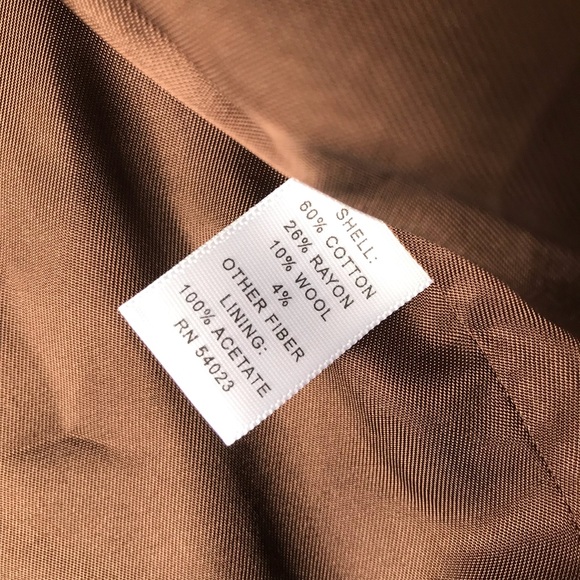 SHELL:
60% COTTON
26% RAYON
10% WOOL
4%
OTHER FIBER
LINING:
100% ACETATE
RN 54023